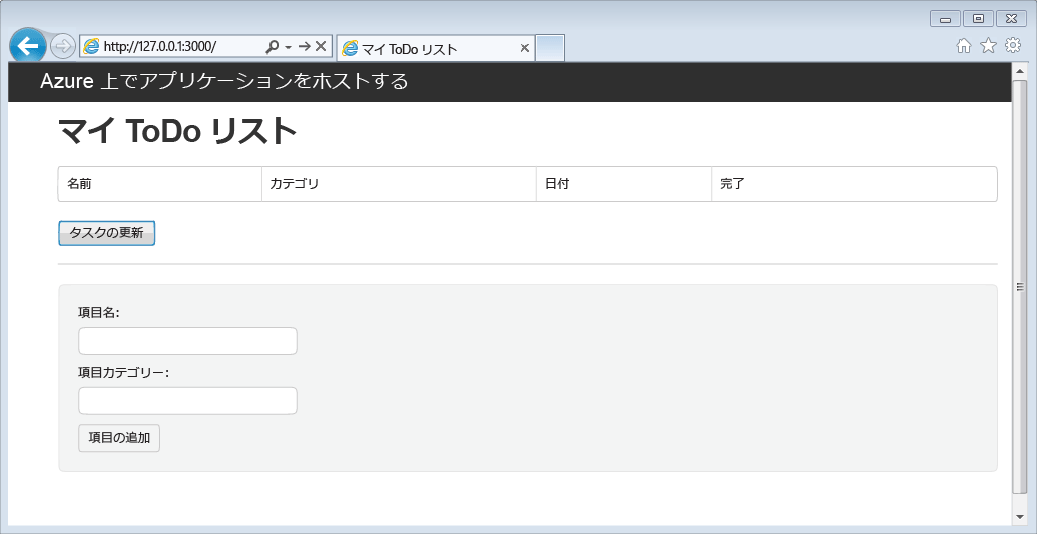 http://127.0.0.1:3000/
マイ ToDo リスト
Azure 上でアプリケーションをホストする
マイ ToDo リスト
名前 カテゴリ 日付 完了
タスクの更新
項目名:
項目カテゴリー:
項目の追加